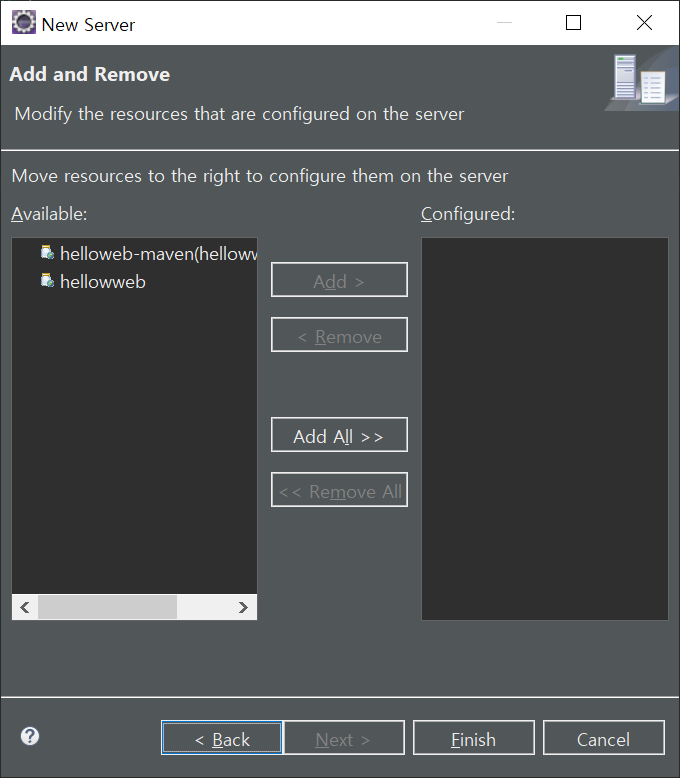 New Server
Add and Remove
Modify the resources that are configured on the server
Move resources to the right to configure them on the server
Available:
Configured:
helloweb-maven(hellow
hellowweb
Add >
< Remove
Add All >>
<< Remove All
< Back
Next >
Finish
Cancel